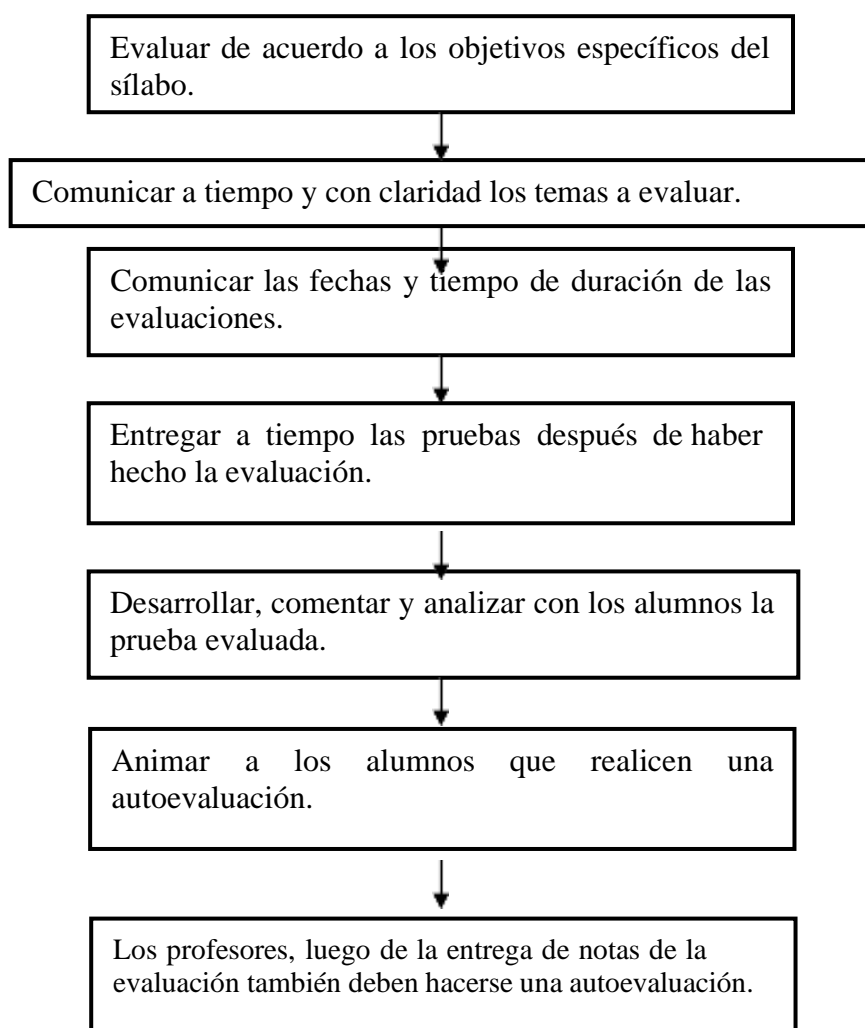 Evaluar de acuerdo a los objetivos específicos del
sílabo.
Comunicar a tiempo y con claridad los temas a evaluar.
Comunicar las fechas y tiempo de duración de las
evaluaciones.
Entregar a tiempo las pruebas después de haber
hecho la evaluación.
Desarrollar, comentar y analizar con los alumnos la
prueba evaluada.
Animar a los alumnos que realicen una
autoevaluación.
Los profesores, luego de la entrega de notas de la
evaluación también deben hacerse una autoevaluación.